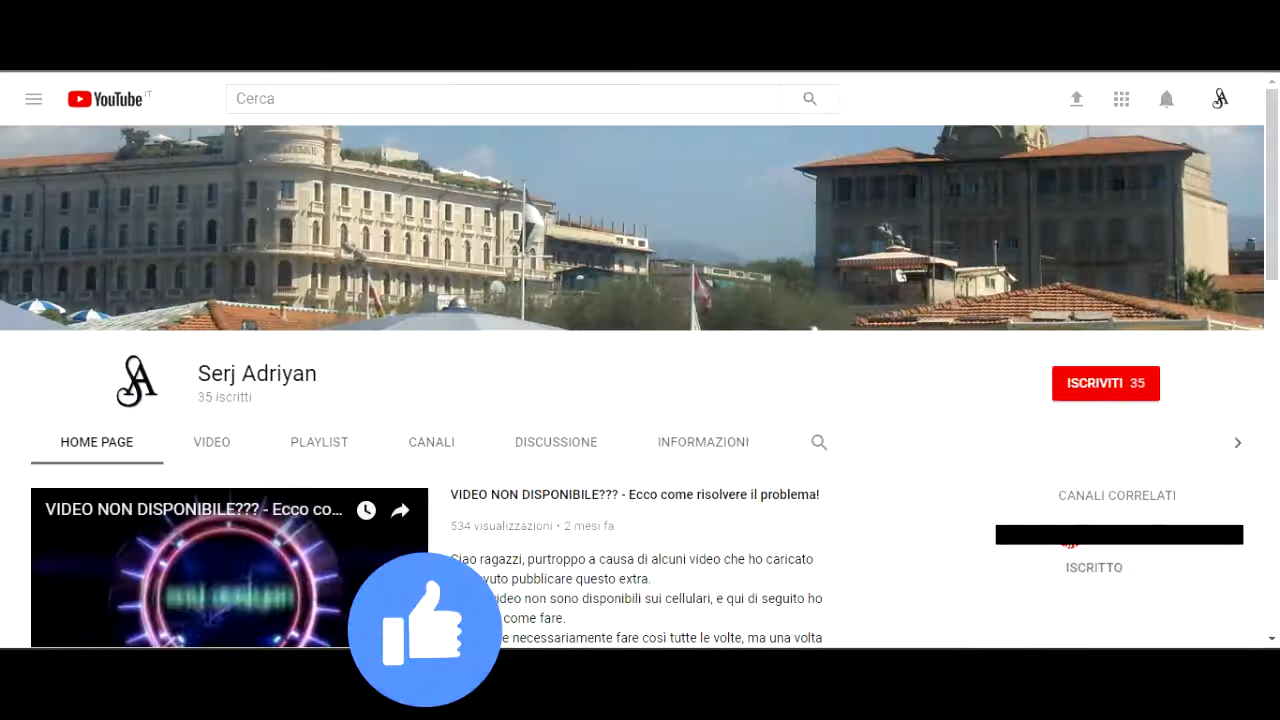 YouTube IT
Cerca
Serj Adriyan
35 iscritti
ISCRIVITI 35
HOME PAGE
VIDEO
PLAYLIST
CANALI
DISCUSSIONE
INFORMAZIONI
VIDEO NON DISPONIBILE??? - Ecco co...
VIDEO NON DISPONIBILE??? - Ecco come risolvere il problema!
534 visualizzazioni • 2 mesi fa
Ciao ragazzi, purtroppo a causa di alcuni video che ho caricato
pubblicare questo extra.
non sono disponibili sui cellulari, e qui di seguito ho
come fare.
necessariamente fare così tutte le volte, ma una volta
CANALI CORRELATI
ISCRITTO